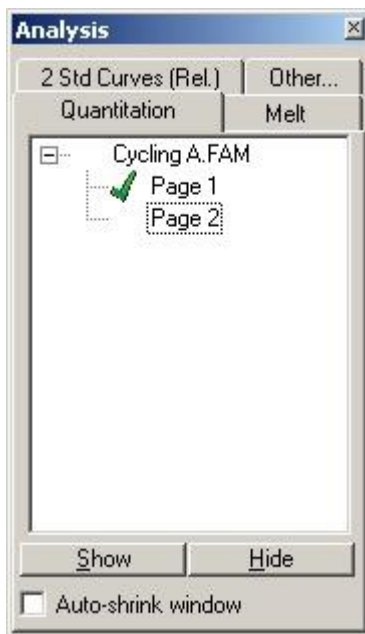 Analysis
2 Std Curves (Rel.) Other...
Quantitation Melt
Cycling A.FAM
Page 1
Page 2
Show Hide
Auto-shrink window